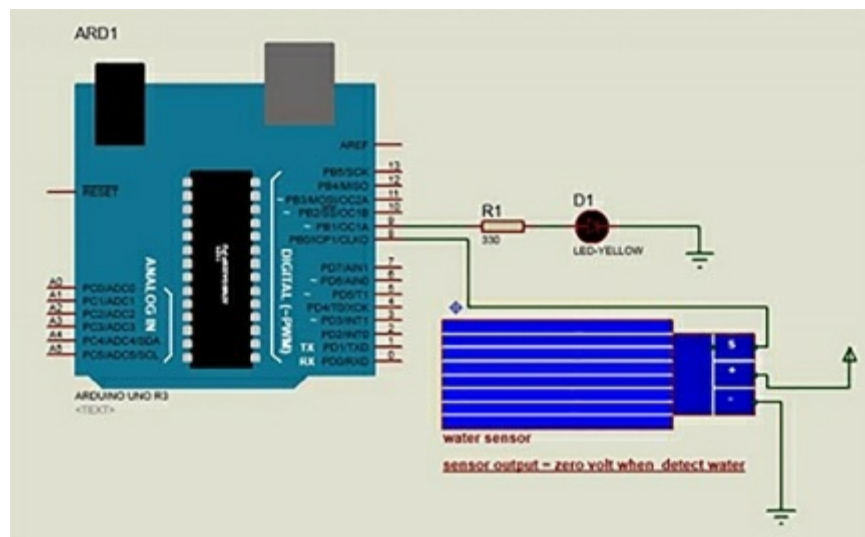 ARD1
AREF
13
PB5/SCK
12
PB4/MISO
11
RESET
~PB3/MOSI/OC2A
10
~PB2/SS/OC1B
9
~PB1/OC1A
8
PB0/ICP1/CLKO
R1
330
D1
LED-YELLOW
ANALOG IN
DIGITAL (~PWM)
7
PD7/AIN1
6
~PD6/AIN0
5
~PD5/T1
4
PD4/T0/XCK
3
~PD3/INT1
2
PD2/INT0
1
TX PD1/TXD
0
RX PD0/RXD
A0
PC0/ADC0
A1
PC1/ADC1
A2
PC2/ADC2
A3
PC3/ADC3
A4
PC4/ADC4/SDA
A5
PC5/ADC5/SCL
ARDUINO UNO R3
<TEXT>
S
+
-
water sensor
sensor output = zero volt when detect water